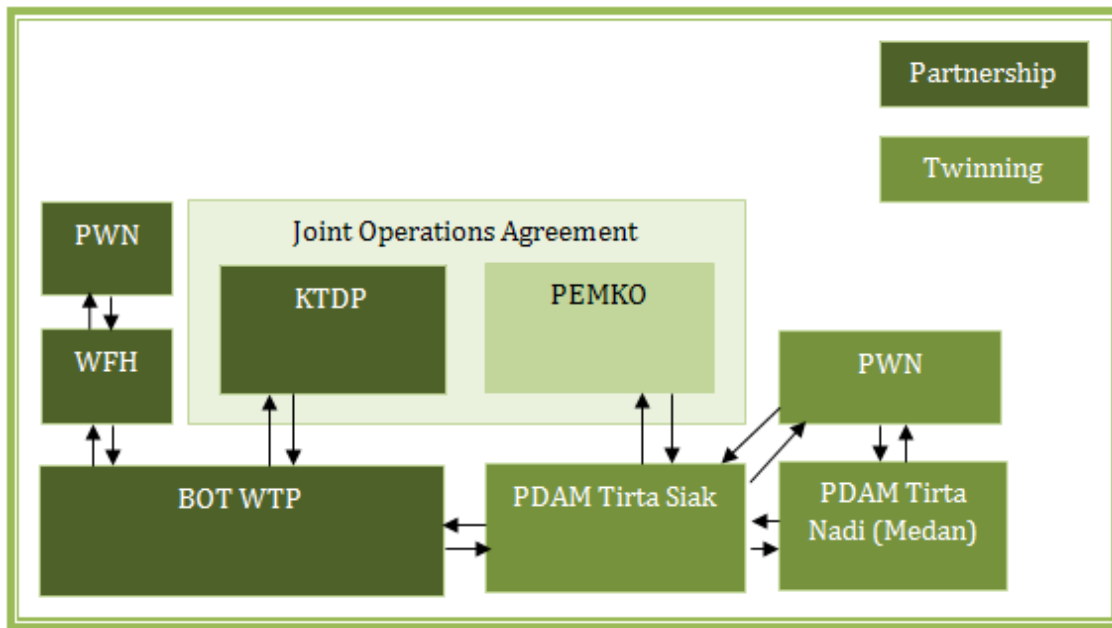 Partnership
Twinning
PWN
Joint Operations Agreement
KTDP
PEMKO
WFH
PWN
BOT WTP
PDAM Tirta Siak
PDAM Tirta
Nadi (Medan)